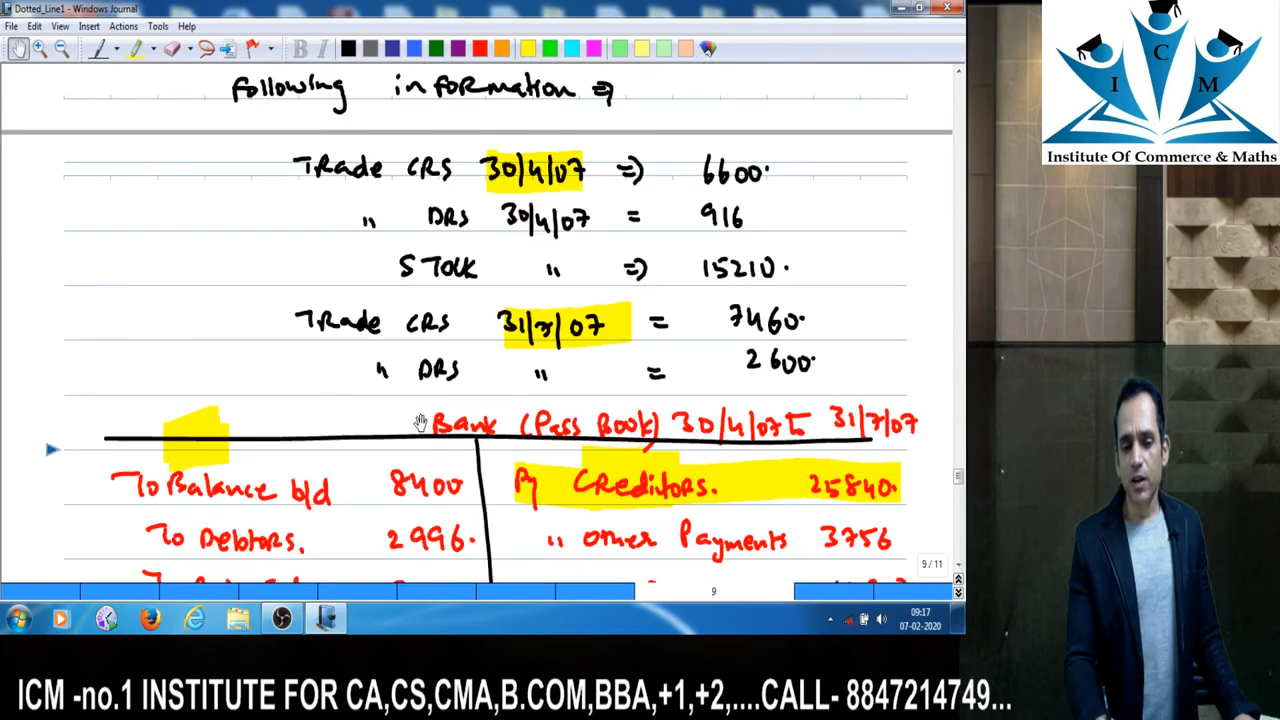 Dotted_Line1 - Windows Journal
File Edit View Insert Actions Tools Help
Following information ⇒
Trade CRS 30/4/07 ⇒ 6600.
" DRS 30/4/07 = 916
STOCK " ⇒ 15210.
Trade CRS 31/7/07 = 7460.
" DRS " = 2600.
Bank (Pass Book) 30/4/07 to 31/7/07
To Balance b/d 8400 By Creditors. 25840.
To Debtors. 2996. " other Payments 3756
9 / 11
9
09:17
07-02-2020
I C M
Institute Of Commerce & Maths
ICM -no.1 INSTITUTE FOR CA,CS,CMA,B.COM,BBA,+1,+2,....CALL- 8847214749...